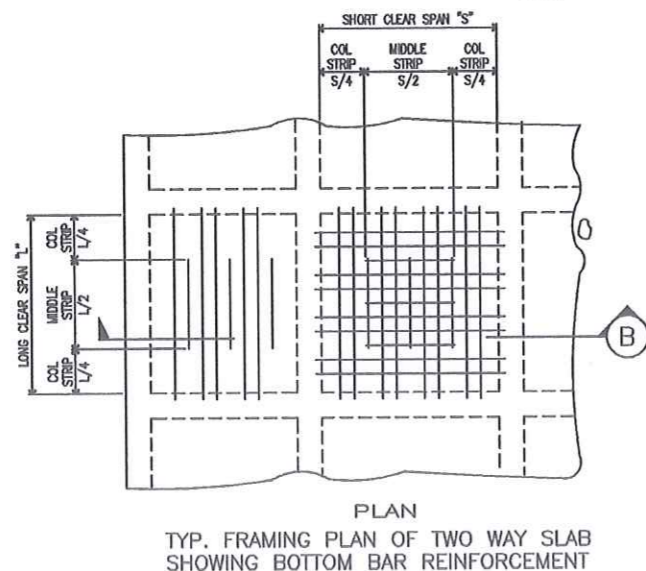 SHORT CLEAR SPAN "S"
COL
STRIP
S/4
MIDDLE
STRIP
S/2
COL
STRIP
S/4
LONG CLEAR SPAN "L"
COL
STRIP
L/4
MIDDLE
STRIP
L/2
COL
STRIP
L/4
B
PLAN
TYP. FRAMING PLAN OF TWO WAY SLAB
SHOWING BOTTOM BAR REINFORCEMENT